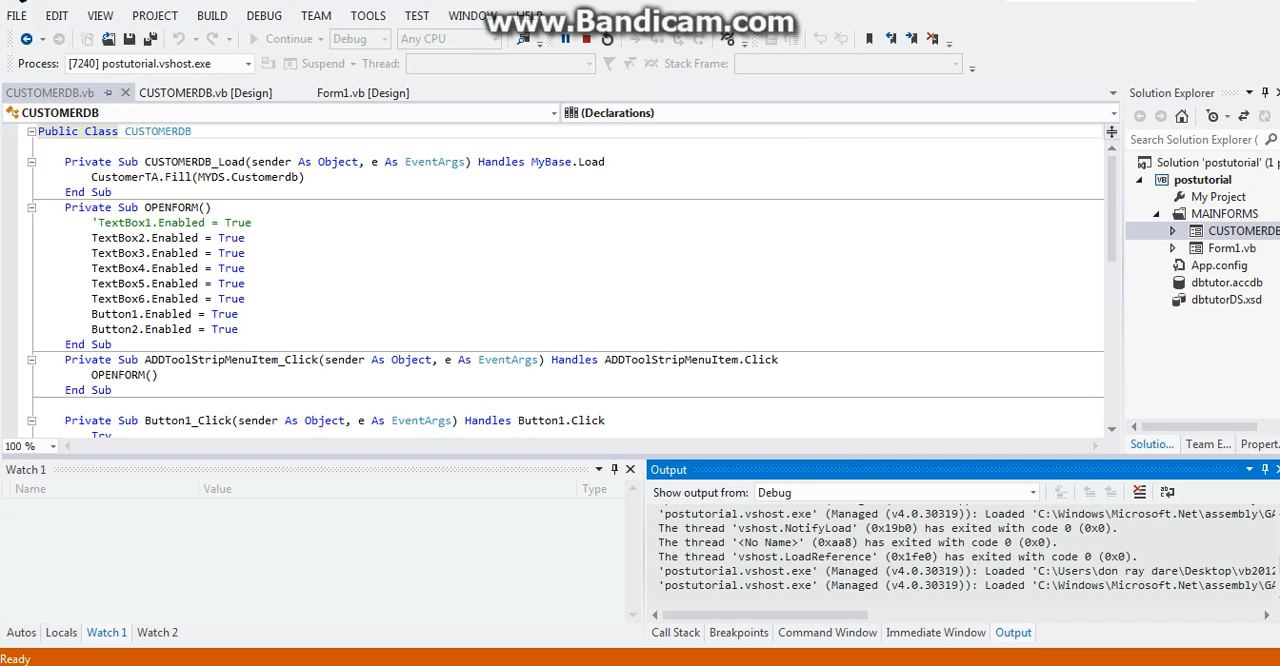 www.Bandicam.com
FILE EDIT VIEW PROJECT BUILD DEBUG TEAM TOOLS TEST WINDOW HELP
Continue Debug Any CPU
Process: [7240] postutorial.vshost.exe Suspend Thread: Stack Frame:
CUSTOMERDB.vb CUSTOMERDB.vb [Design] Form1.vb [Design] Solution Explorer
CUSTOMERDB (Declarations)
Public Class CUSTOMERDB
Private Sub CUSTOMERDB_Load(sender As Object, e As EventArgs) Handles MyBase.Load
CustomerTA.Fill(MYDS.Customerdb)
End Sub
Private Sub OPENFORM()
'TextBox1.Enabled = True
TextBox2.Enabled = True
TextBox3.Enabled = True
TextBox4.Enabled = True
TextBox5.Enabled = True
TextBox6.Enabled = True
Button1.Enabled = True
Button2.Enabled = True
End Sub
Private Sub ADDToolStripMenuItem_Click(sender As Object, e As EventArgs) Handles ADDToolStripMenuItem.Click
OPENFORM()
End Sub
Private Sub Button1_Click(sender As Object, e As EventArgs) Handles Button1.Click
Try
100 %
Search Solution Explorer (
Solution 'postutorial' (1 p
VB postutorial
My Project
MAINFORMS
CUSTOMERDB
Form1.vb
App.config
dbtutor.accdb
dbtutorDS.xsd
Solutio... Team E... Propert
Watch 1
Name Value Type
Autos Locals Watch 1 Watch 2
Output
Show output from: Debug
'postutorial.vshost.exe' (Managed (v4.0.30319)): Loaded 'C:\Windows\Microsoft.Net\assembly\GA
The thread 'vshost.NotifyLoad' (0x19b0) has exited with code 0 (0x0).
The thread '<No Name>' (0xaa8) has exited with code 0 (0x0).
The thread 'vshost.LoadReference' (0x1fe0) has exited with code 0 (0x0).
'postutorial.vshost.exe' (Managed (v4.0.30319)): Loaded 'C:\Users\don ray dare\Desktop\vb2012
'postutorial.vshost.exe' (Managed (v4.0.30319)): Loaded 'C:\Windows\Microsoft.Net\assembly\GA
Call Stack Breakpoints Command Window Immediate Window Output
Ready